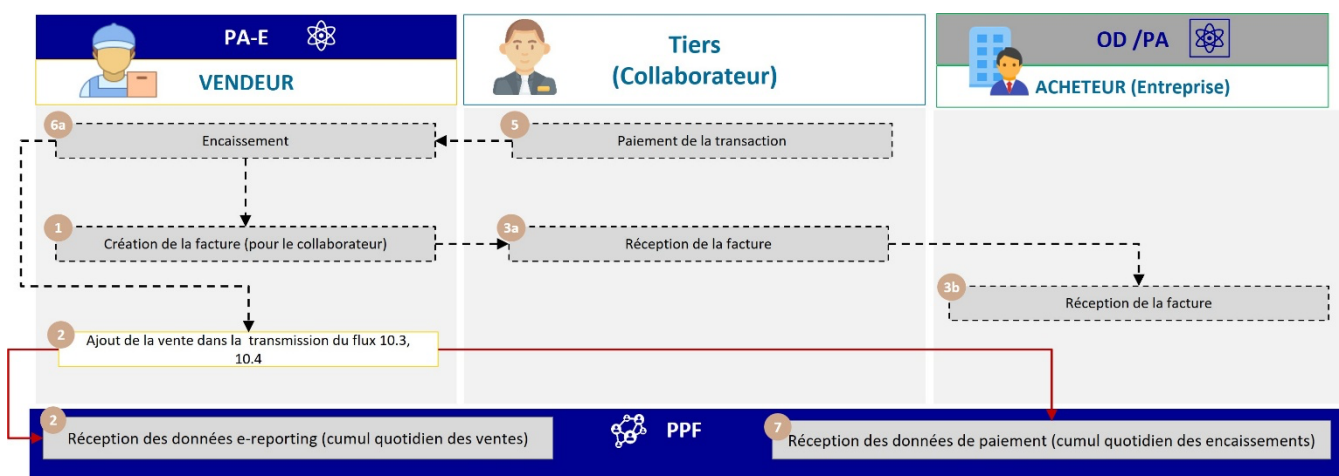 PA-E
VENDEUR
Tiers
(Collaborateur)
OD /PA
ACHETEUR (Entreprise)
6a
Encaissement
5
Paiement de la transaction
1
Création de la facture (pour le collaborateur)
3a
Réception de la facture
3b
Réception de la facture
2
Ajout de la vente dans la transmission du flux 10.3,
10.4
2
Réception des données e-reporting (cumul quotidien des ventes)
PPF
7
Réception des données de paiement (cumul quotidien des encaissements)